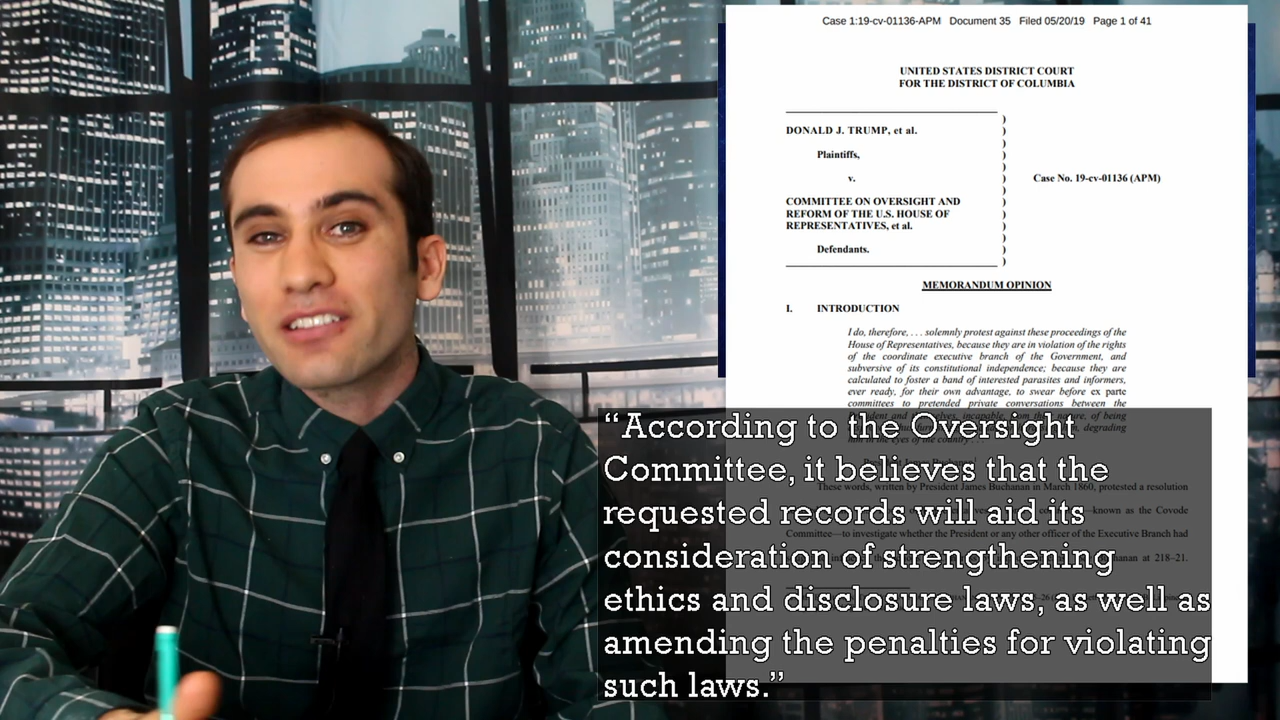 Case 1:19-cv-01136-APM Document 35 Filed 05/20/19 Page 1 of 41
UNITED STATES DISTRICT COURT
FOR THE DISTRICT OF COLUMBIA
DONALD J. TRUMP, et al.
Plaintiffs,
v.
Case No. 19-cv-01136 (APM)
COMMITTEE ON OVERSIGHT AND
REFORM OF THE U.S. HOUSE OF
REPRESENTATIVES, et al.
Defendants.
MEMORANDUM OPINION
I. INTRODUCTION
I do, therefore, . . . solemnly protest against these proceedings of the
House of Representatives, because they are in violation of the rights
of the coordinate executive branch of the Government, and
subversive of its constitutional independence; because they are
calculated to foster a band of interested parasites and informers,
ever ready, for their own advantage, to swear before ex parte
committees to pretended private conversations between the
“According to the Oversight
Committee, it believes that the
requested records will aid its
consideration of strengthening
ethics and disclosure laws, as well as
amending the penalties for violating
such laws.”
These words, written by President James Buchanan in March 1860, protested a resolution
known as the Covode
Committee—to investigate whether the President or any other officer of the Executive Branch had
at 218–21.